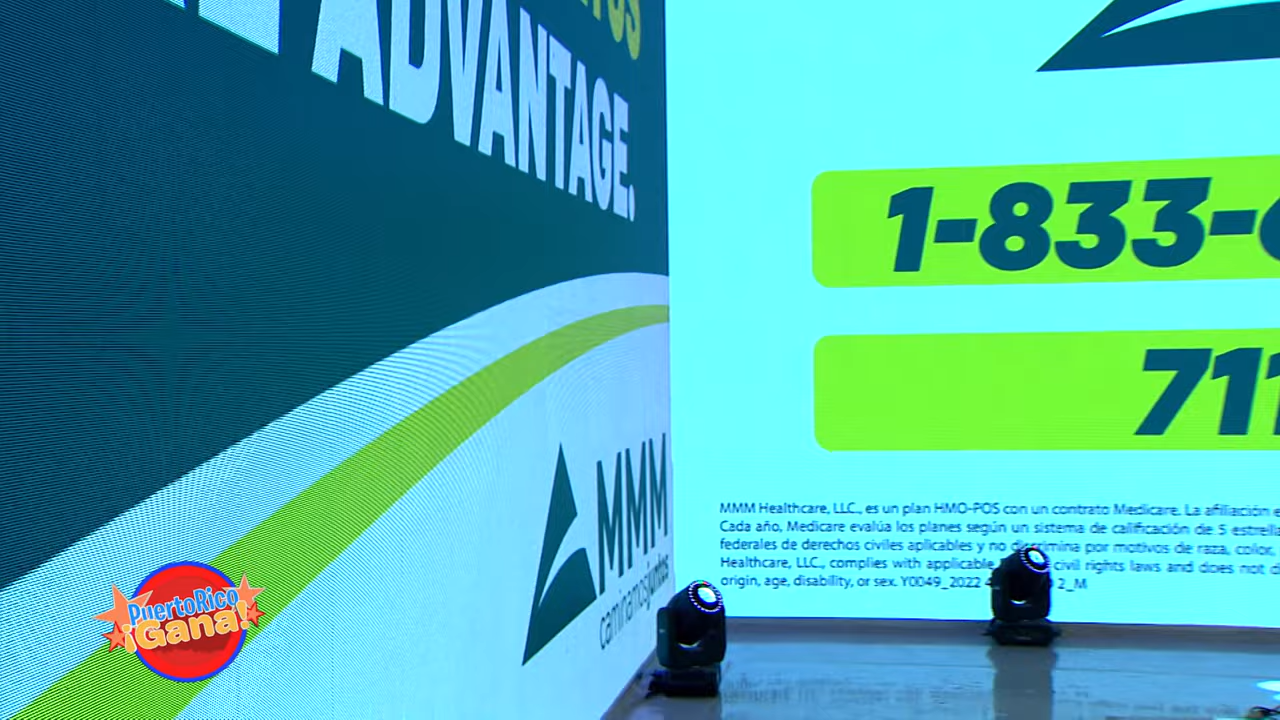 ADVANTAGE.
MMM
caminamosjuntos
1-833-
711
MMM Healthcare, LLC., es un plan HMO-POS con un contrato Medicare. La afiliación
Cada año, Medicare evalúa los planes según un sistema de calificación de 5
federales de derechos civiles aplicables y no discrimina por motivos de raza, color,
Healthcare, LLC., complies with applicable civil rights laws and does not
origin, age, disability, or sex. Y0049_2022
PuertoRico
¡Gana!